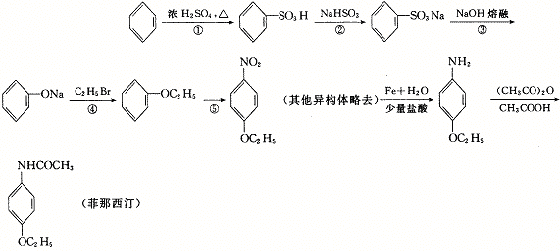 浓 H2SO4,△ ① SO3H NaHSO3 ② SO3Na NaOH 熔融 ③
ONa C2H5Br ④ OC2H5 ⑤ NO2 OC2H5 (其他异构体略去) Fe+H2O 少量盐酸 NH2 OC2H5 (CH3CO)2O CH3COOH
NHCOCH3
(菲那西汀)
OC2H5